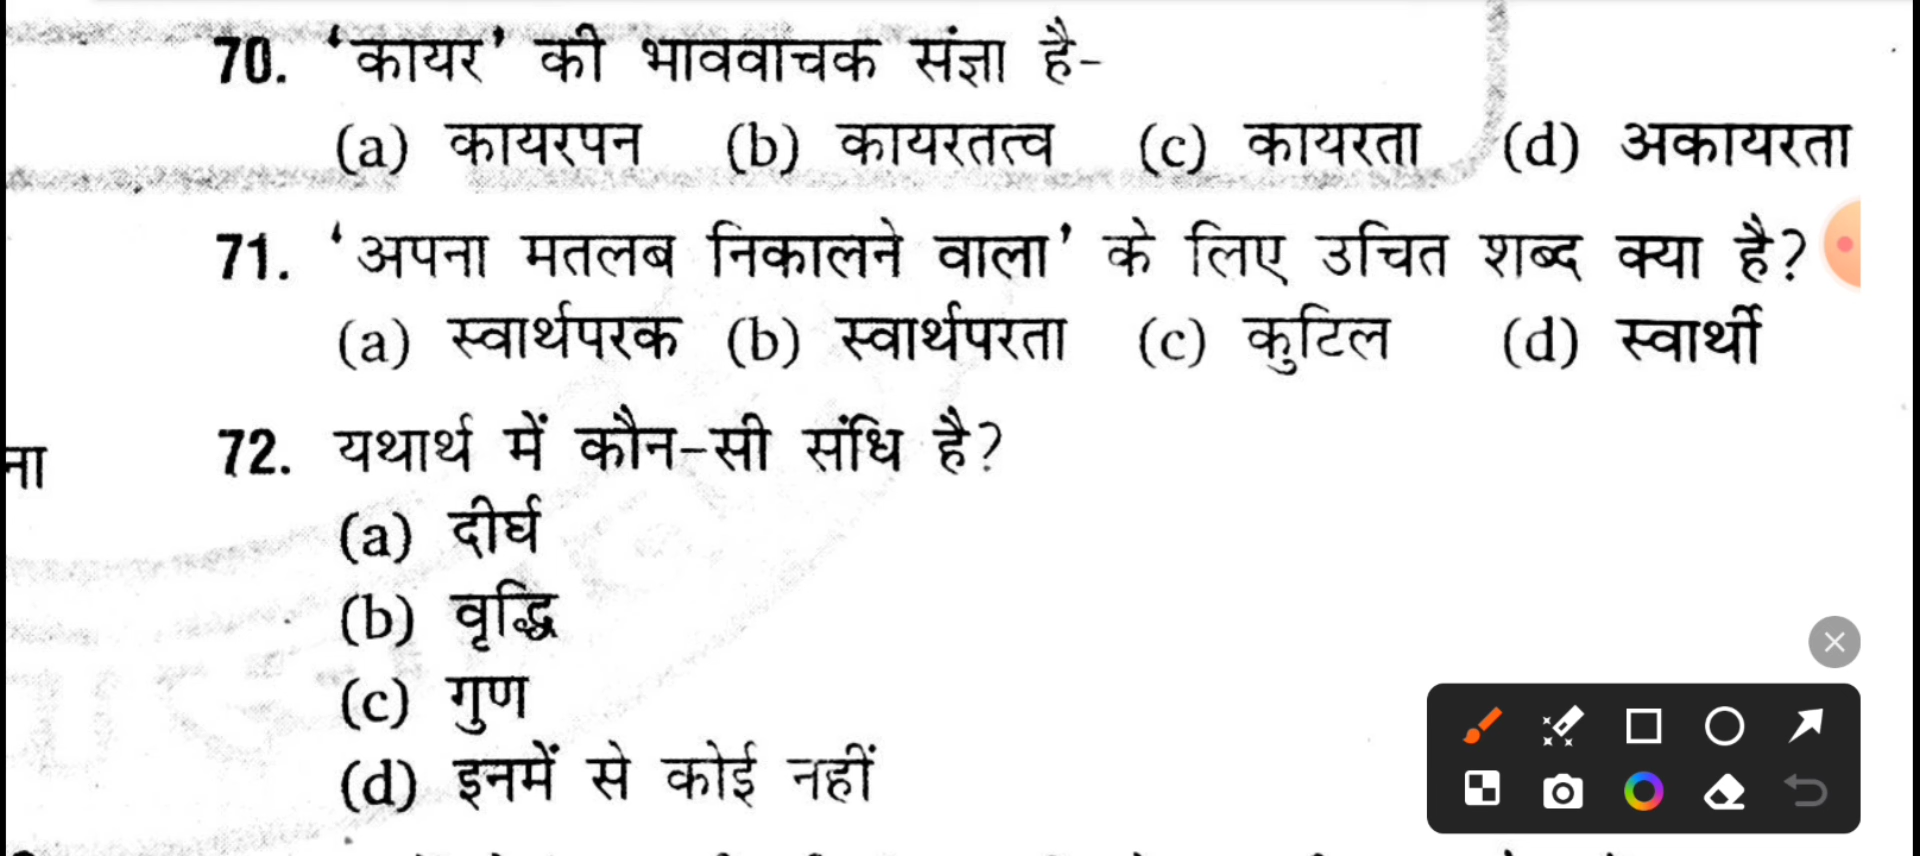 70. ‘कायर’ की भाववाचक संज्ञा है-
(a) कायरपन (b) कायरतत्व (c) कायरता (d) अकायरता
71. ‘अपना मतलब निकालने वाला’ के लिए उचित शब्द क्या है?
(a) स्वार्थपरक (b) स्वार्थपरता (c) कुटिल (d) स्वार्थी
ना
72. यथार्थ में कौन-सी संधि है?
(a) दीर्घ
(b) वृद्धि
(c) गुण
(d) इनमें से कोई नहीं